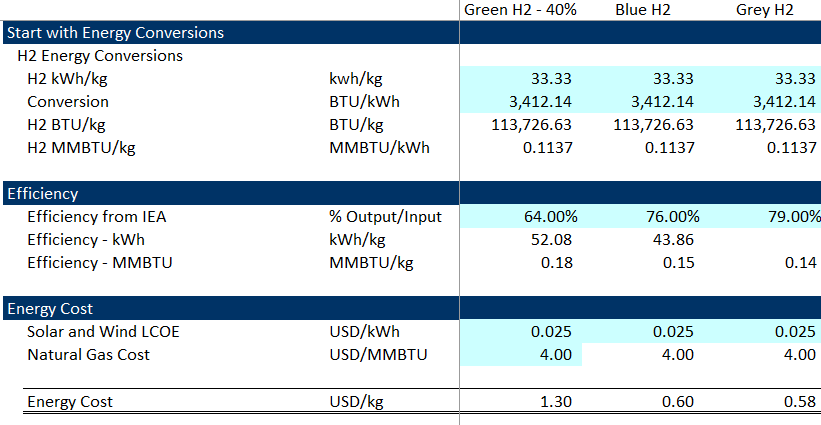 Green H2 - 40% Blue H2 Grey H2
Start with Energy Conversions
H2 Energy Conversions
H2 kWh/kg kwh/kg 33.33 33.33 33.33
Conversion BTU/kWh 3,412.14 3,412.14 3,412.14
H2 BTU/kg BTU/kg 113,726.63 113,726.63 113,726.63
H2 MMBTU/kg MMBTU/kWh 0.1137 0.1137 0.1137
Efficiency
Efficiency from IEA % Output/Input 64.00% 76.00% 79.00%
Efficiency - kWh kWh/kg 52.08 43.86
Efficiency - MMBTU MMBTU/kg 0.18 0.15 0.14
Energy Cost
Solar and Wind LCOE USD/kWh 0.025 0.025 0.025
Natural Gas Cost USD/MMBTU 4.00 4.00 4.00
Energy Cost USD/kg 1.30 0.60 0.58